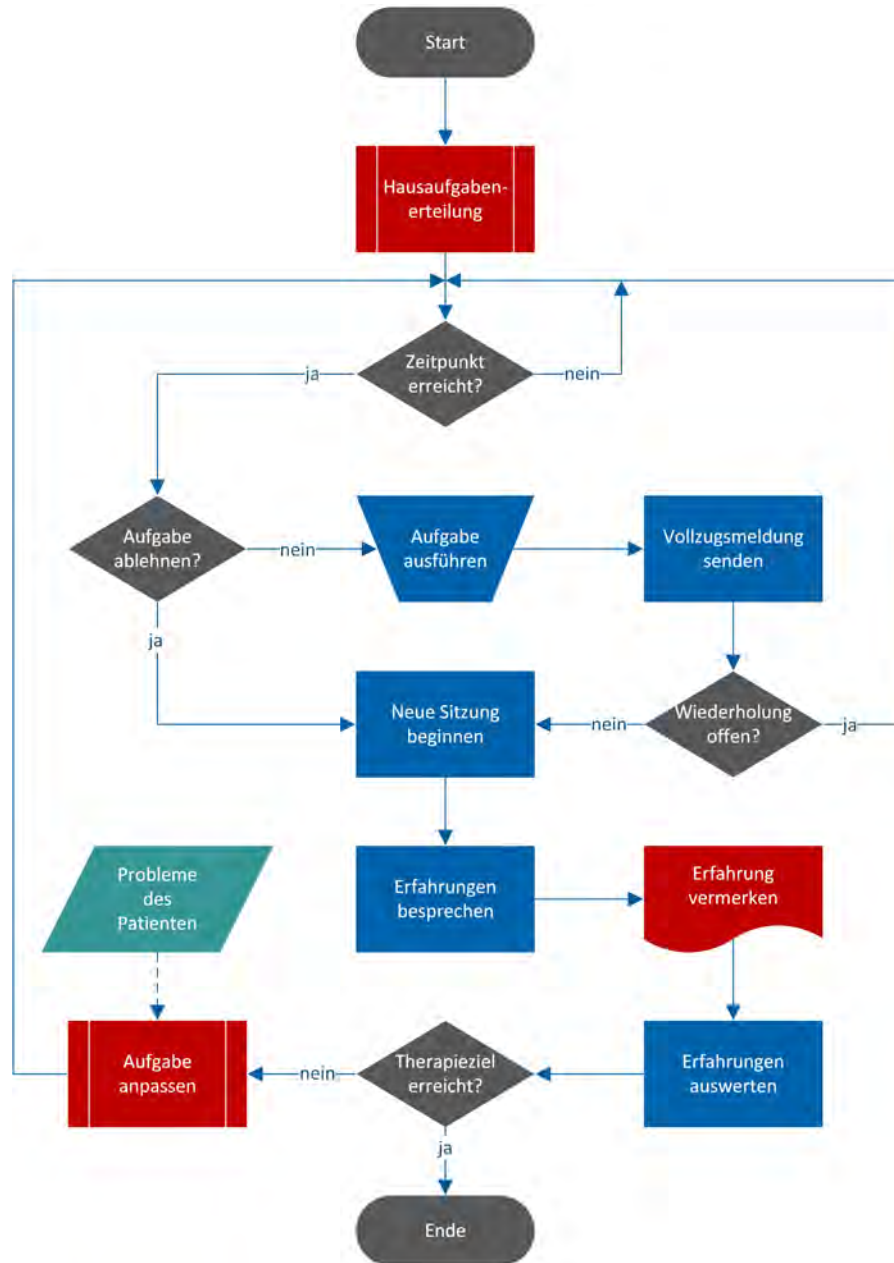 Start
Hausaufgaben-
erteilung
Zeitpunkt
erreicht?
ja
nein
Aufgabe
ablehnen?
nein
Aufgabe
ausführen
Vollzugsmeldung
senden
ja
Neue Sitzung
beginnen
nein
Wiederholung
offen?
ja
Probleme
des
Patienten
Erfahrungen
besprechen
Erfahrung
vermerken
Aufgabe
anpassen
nein
Therapieziel
erreicht?
Erfahrungen
auswerten
ja
Ende